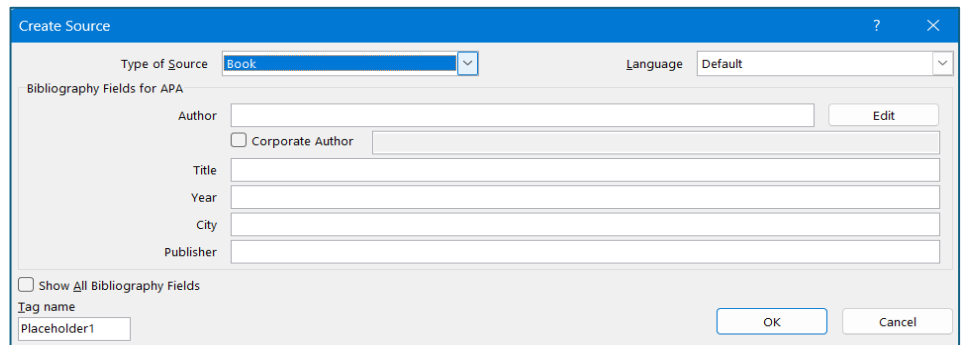 Create Source ?
Type of Source Book Language Default
Bibliography Fields for APA
Author Edit
Corporate Author
Title
Year
City
Publisher
Show All Bibliography Fields
Tag name
Placeholder1 OK Cancel